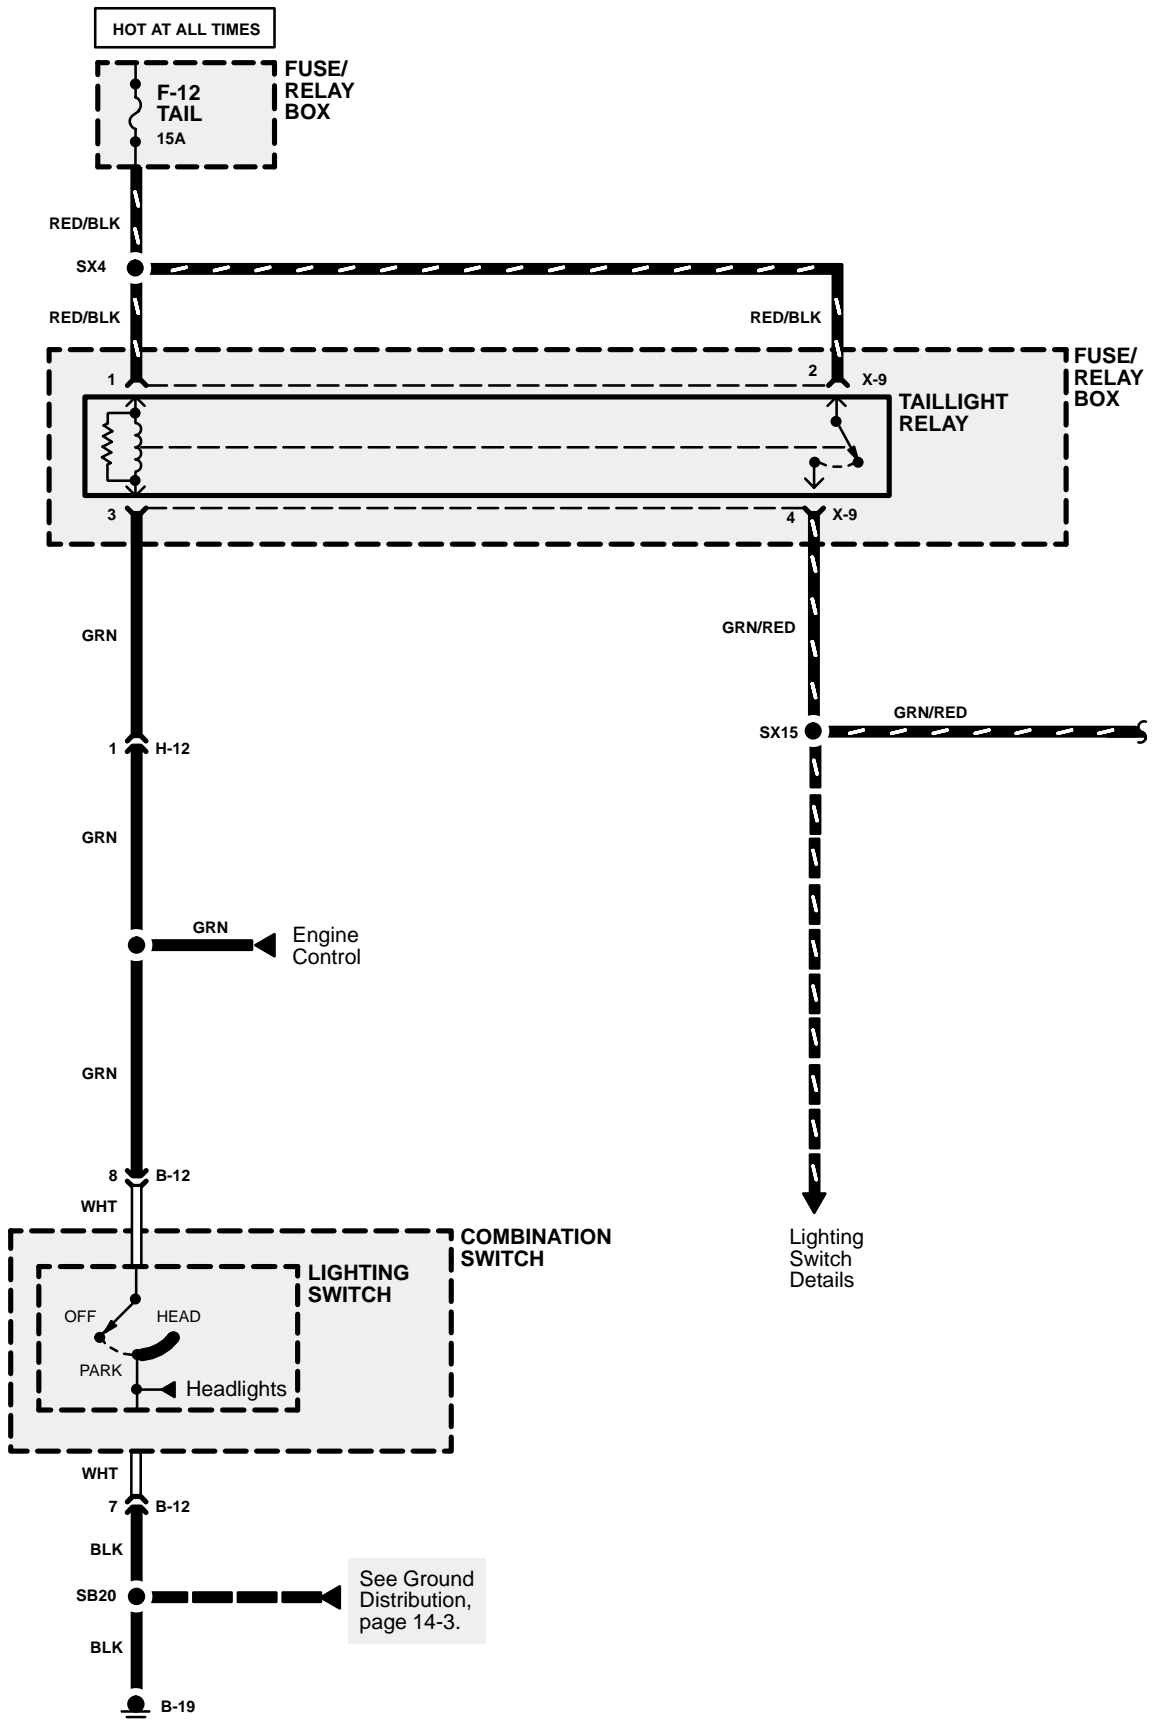 HOT AT ALL TIMES
FUSE/
RELAY
BOX
F-12
TAIL
15A
RED/BLK
SX4
RED/BLK
RED/BLK
FUSE/
RELAY
BOX
1
2
X-9
TAILLIGHT
RELAY
3
4
X-9
GRN
GRN/RED
GRN/RED
SX15
1
H-12
GRN
GRN
Engine
Control
GRN
8
B-12
WHT
COMBINATION
SWITCH
Lighting
Switch
Details
LIGHTING
SWITCH
OFF
HEAD
PARK
Headlights
WHT
7
B-12
BLK
SB20
See Ground
Distribution,
page 14-3.
BLK
B-19